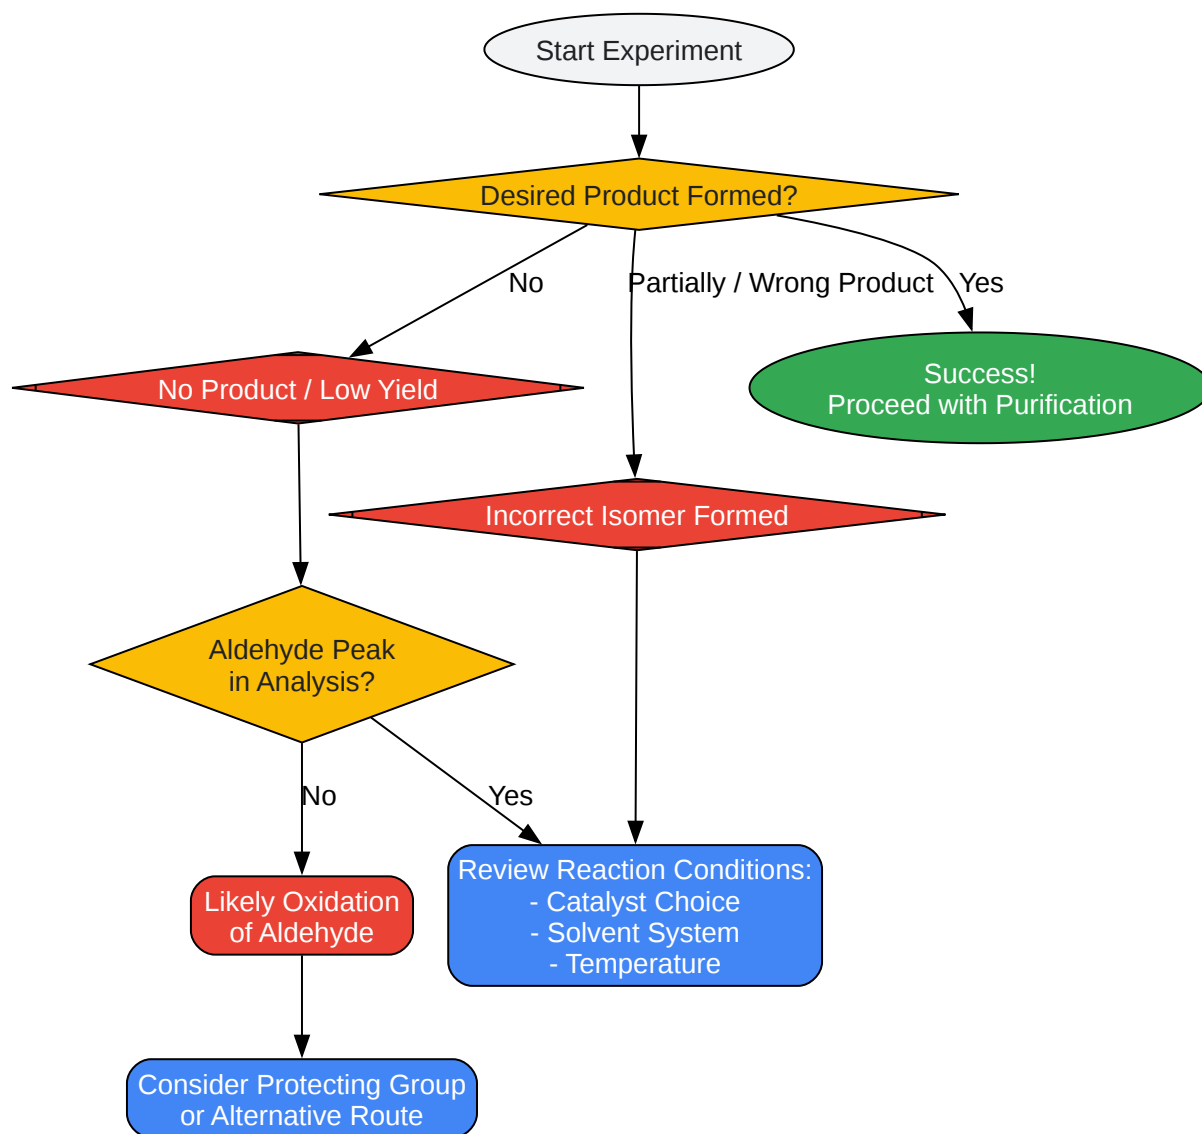 Start Experiment
Desired Product Formed?
No
Partially / Wrong Product
Yes
No Product / Low Yield
Success!
Proceed with Purification
Incorrect Isomer Formed
Aldehyde Peak
in Analysis?
No
Yes
Likely Oxidation
of Aldehyde
Review Reaction Conditions:
- Catalyst Choice
- Solvent System
- Temperature
Consider Protecting Group
or Alternative Route